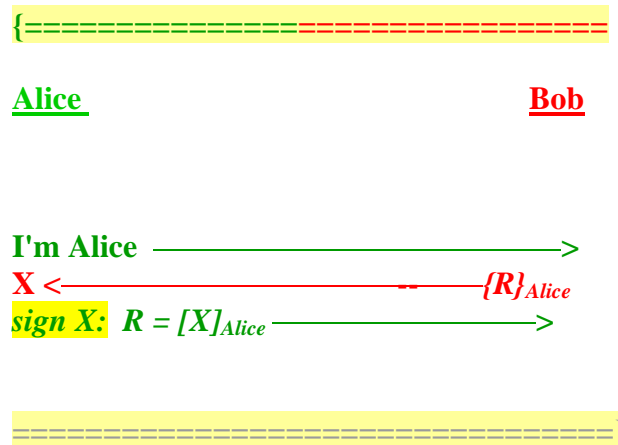 {================================
Alice Bob
I'm Alice ————————————>
X <———————————— -- ———{R}Alice
sign X: R = [X]Alice ————————>
=================================